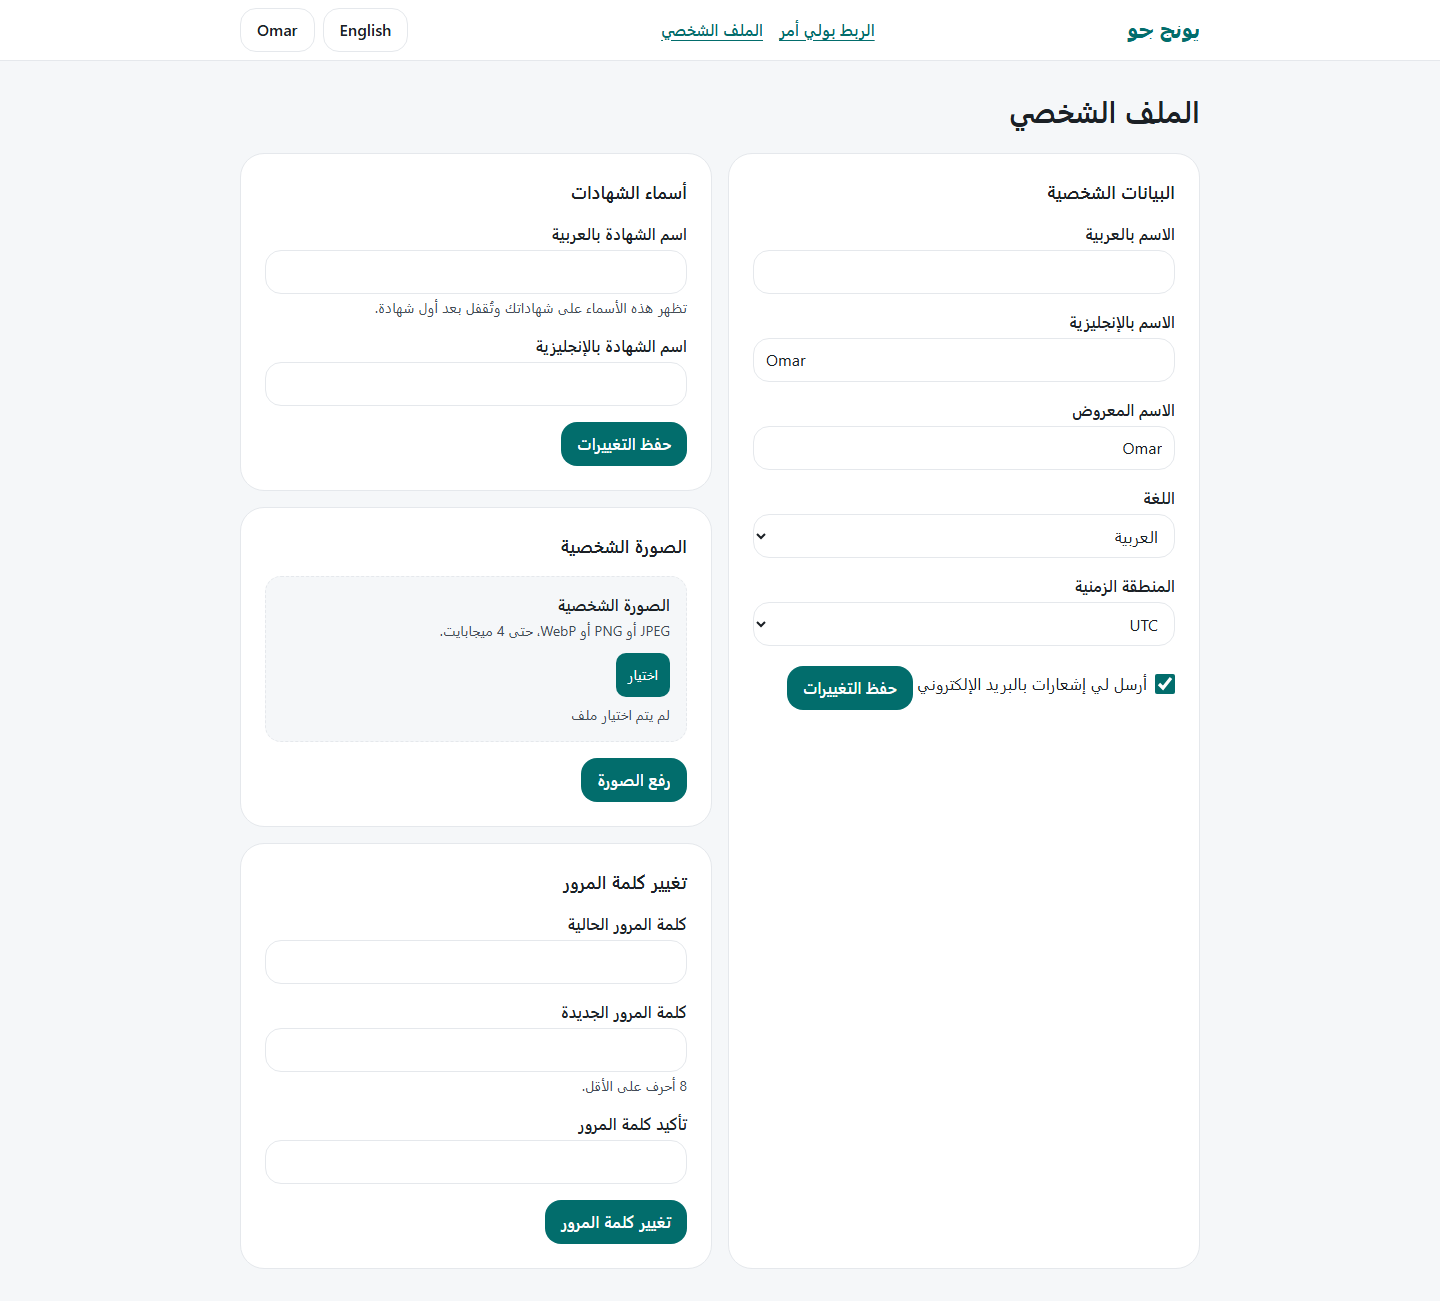 يونج جو
الربط بولي أمر
الملف الشخصي
English
Omar
الملف الشخصي
البيانات الشخصية
الاسم بالعربية
الاسم بالإنجليزية
Omar
الاسم المعروض
Omar
اللغة
العربية
المنطقة الزمنية
UTC
أرسل لي إشعارات بالبريد الإلكتروني
حفظ التغييرات
أسماء الشهادات
اسم الشهادة بالعربية
تظهر هذه الأسماء على شهاداتك وتُقفل بعد أول شهادة.
اسم الشهادة بالإنجليزية
حفظ التغييرات
الصورة الشخصية
الصورة الشخصية
JPEG أو PNG أو WebP، حتى 4 ميجابايت.
اختيار
لم يتم اختيار ملف
رفع الصورة
تغيير كلمة المرور
كلمة المرور الحالية
كلمة المرور الجديدة
8 أحرف على الأقل.
تأكيد كلمة المرور
تغيير كلمة المرور